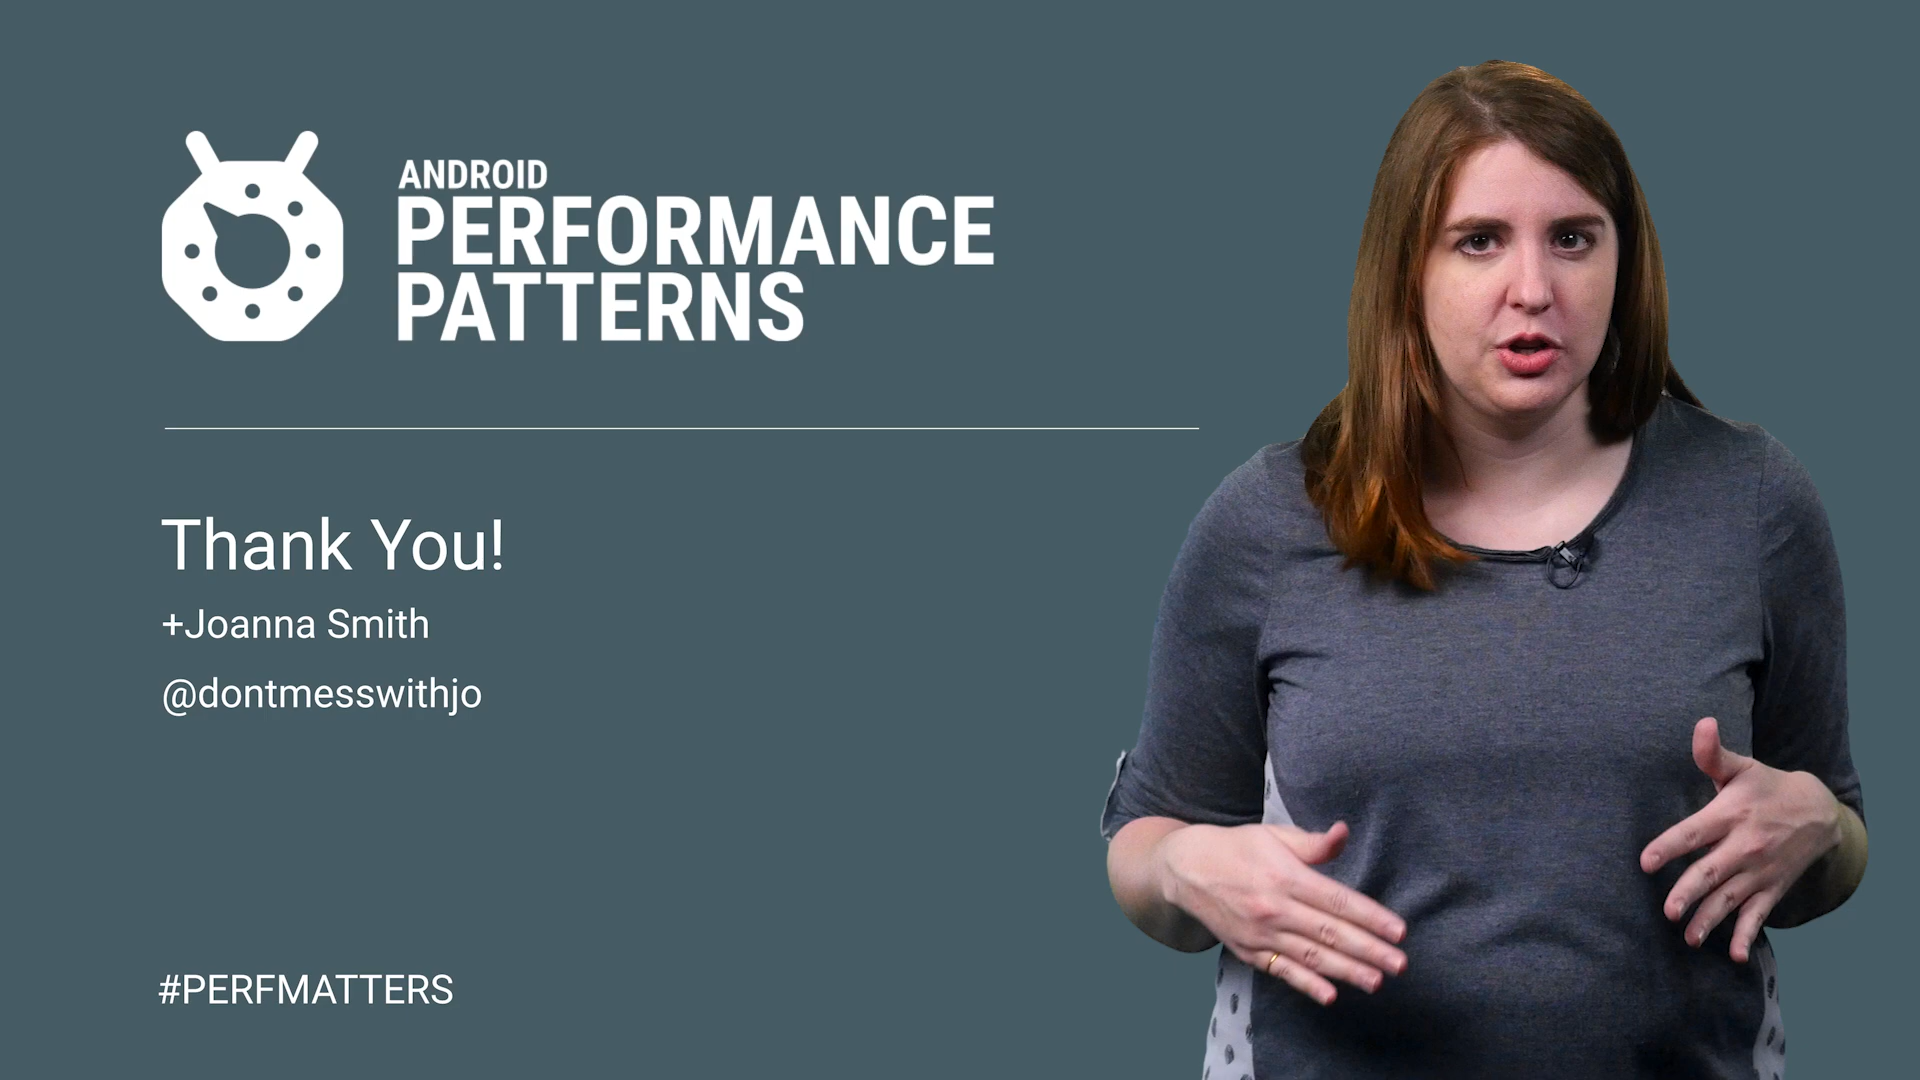 ANDROID
PERFORMANCE
PATTERNS
Thank You!
+Joanna Smith
@dontmesswithjo
#PERFMATTERS